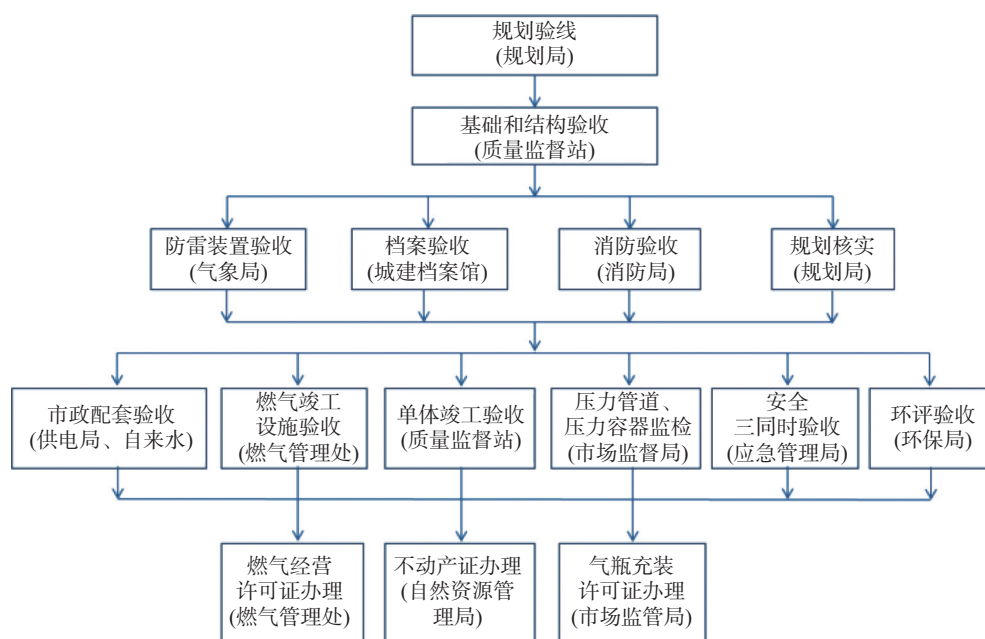 规划验线
(规划局)
基础和结构验收
(质量监督站)
防雷装置验收
(气象局)
档案验收
(城建档案馆)
消防验收
(消防局)
规划核实
(规划局)
市政配套验收
(供电局、自来水)
燃气竣工
设施验收
(燃气管理处)
单体竣工验收
(质量监督站)
压力管道、
压力容器监检
(市场监督局)
安全
三同时验收
(应急管理局)
环评验收
(环保局)
燃气经营
许可证办理
(燃气管理处)
不动产证办理
(自然资源管
理局)
气瓶充装
许可证办理
(市场监管局)